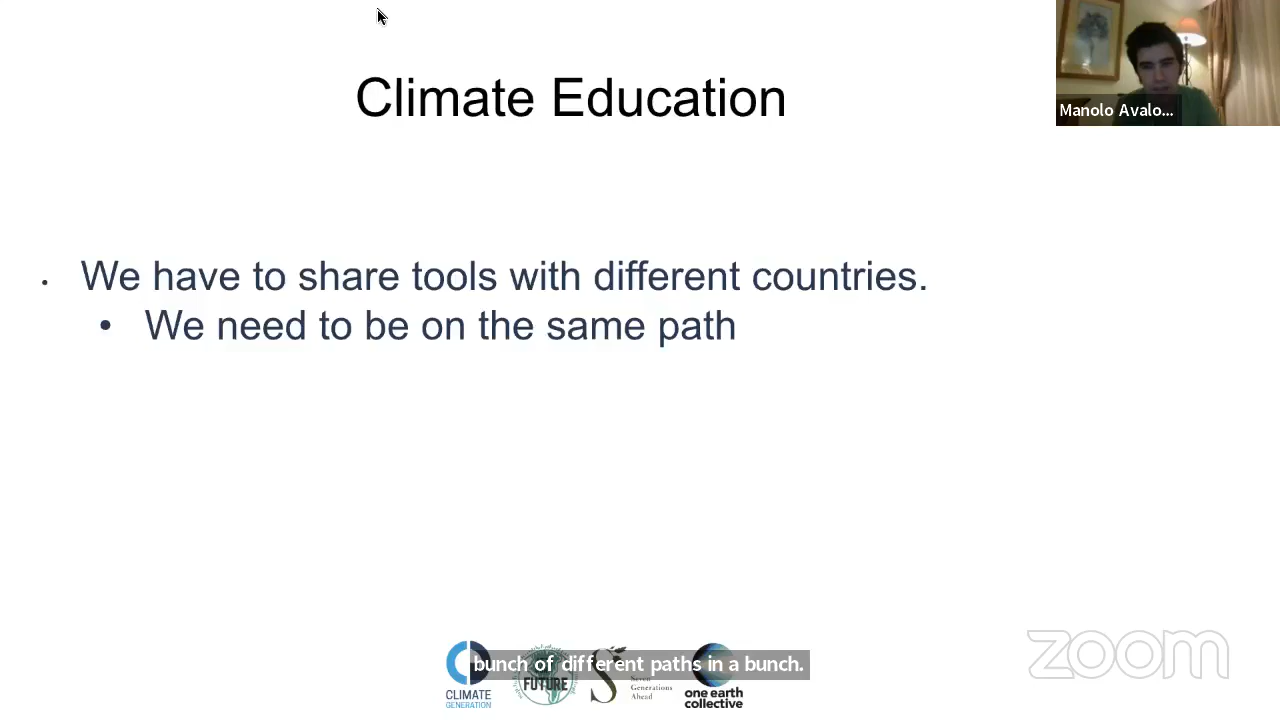 Climate Education
Manolo Avalo...
• We have to share tools with different countries.
• We need to be on the same path
bunch of different paths in a bunch.
CLIMATE
GENERATION
FUTURE
Seven
Generations
Ahead
one earth
collective
zoom